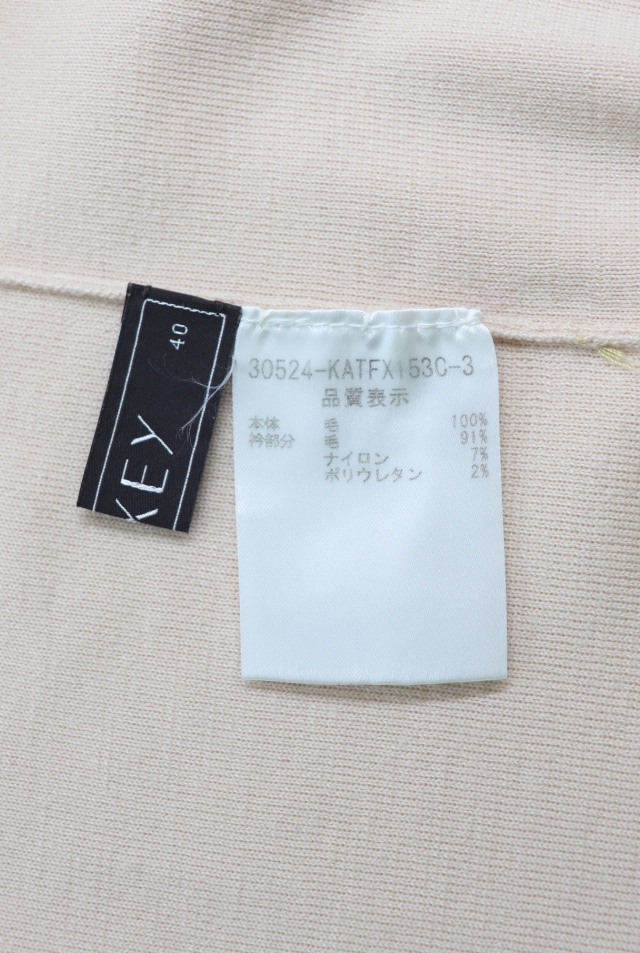 40
KEY
30524-KATFX153C-3
品質表示
本体 毛 100%
衿部分 毛 91%
ナイロン 7%
ポリウレタン 2%